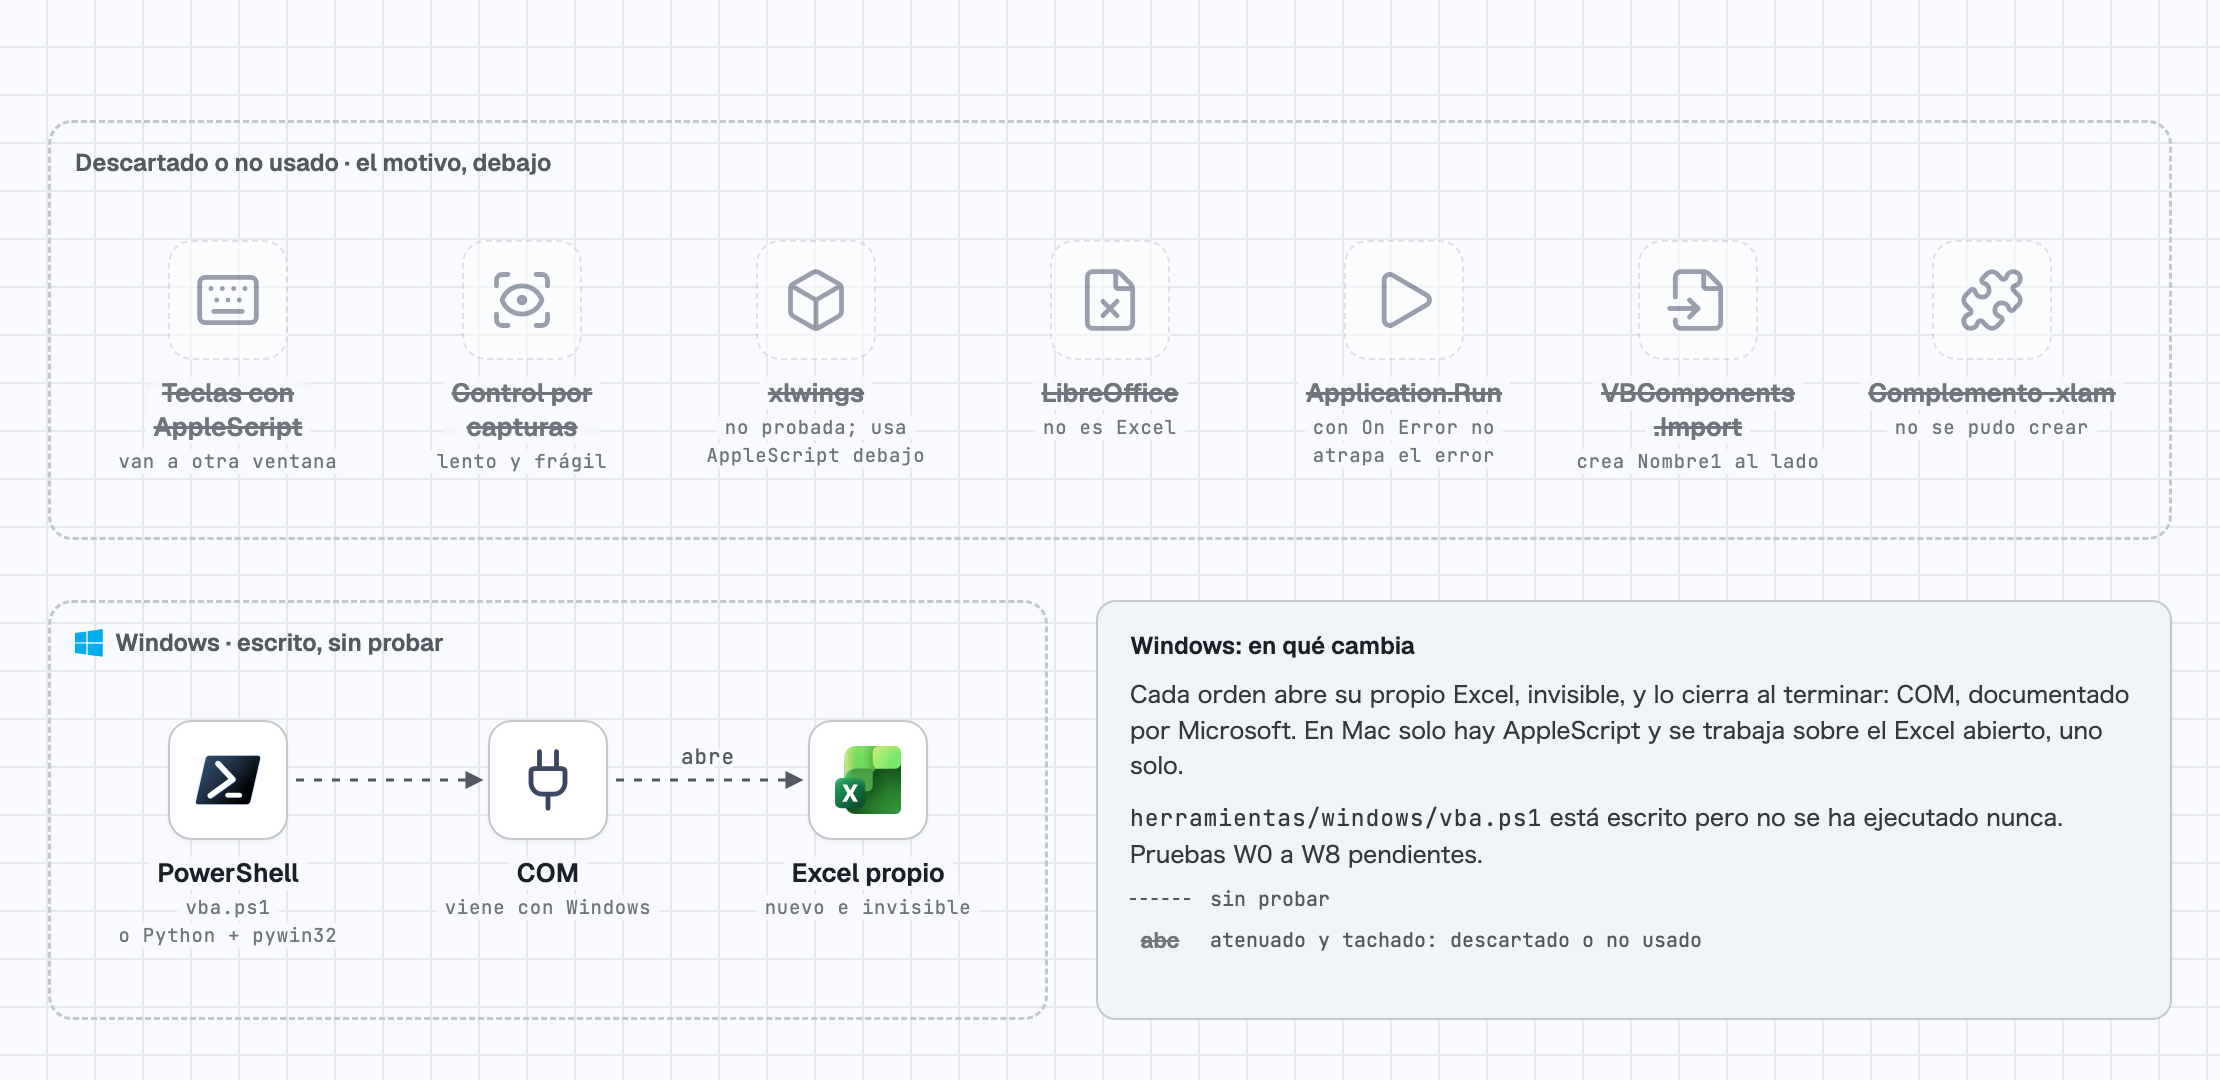 Descartado o no usado · el motivo, debajo
Teclas con
AppleScript
van a otra ventana
Control por
capturas
lento y frágil
xlwings
no probada; usa
AppleScript debajo
LibreOffice
no es Excel
Application.Run
con On Error no
atrapa el error
VBComponents
.Import
crea Nombre1 al lado
Complemento .xlam
no se pudo crear
Windows · escrito, sin probar
abre
PowerShell
vba.ps1
o Python + pywin32
COM
viene con Windows
X
Excel propio
nuevo e invisible
Windows: en qué cambia
Cada orden abre su propio Excel, invisible, y lo cierra al terminar: COM, documentado
por Microsoft. En Mac solo hay AppleScript y se trabaja sobre el Excel abierto, uno
solo.
herramientas/windows/vba.ps1 está escrito pero no se ha ejecutado nunca.
Pruebas W0 a W8 pendientes.
sin probar
abc atenuado y tachado: descartado o no usado